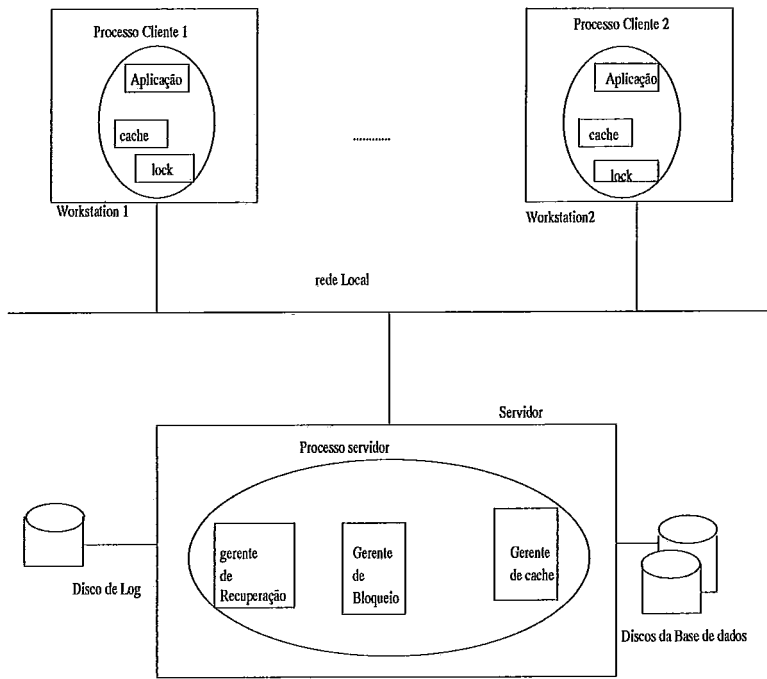 Processo Cliente 1
Aplicação
cache
lock
Workstation 1
............
Processo Cliente 2
Aplicação
cache
lock
Workstation2
rede Local
Servidor
Processo servidor
gerente
de
Recuperação
Gerente
de
Bloqueio
Gerente
de cache
Disco de Log
Discos da Base de dados